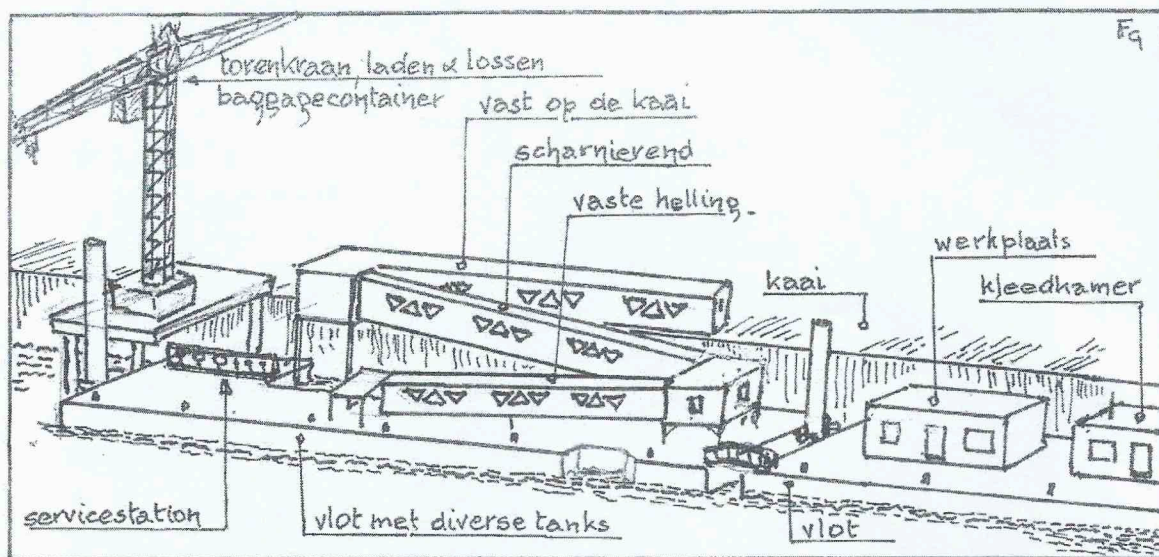 F9
torenkraan, laden & lossen
baggagecontainer
vast op de kaai
scharnierend
vaste helling.
werkplaats
kaai
kleedkamer
servicestation
vlot met diverse tanks
vlot